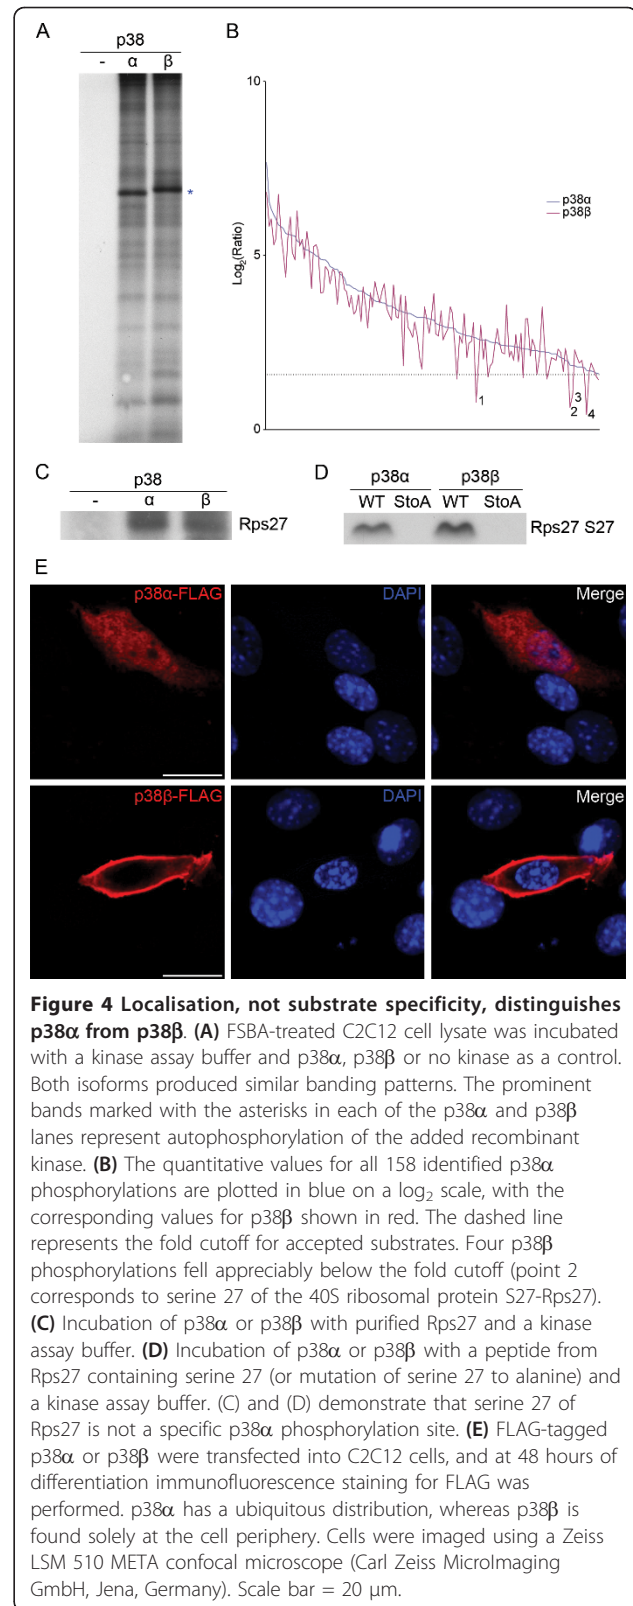 A
p38
- α β
*
B
10
5
0
Log2(Ratio)
p38α
p38β
1
3
2
4
C
p38
- α β
Rps27
D
p38α p38β
WT StoA WT StoA
Rps27 S27
E
p38α-FLAG DAPI Merge
p38β-FLAG DAPI Merge
Figure 4 Localisation, not substrate specificity, distinguishes
p38α from p38β. (A) FSBA-treated C2C12 cell lysate was incubated
with a kinase assay buffer and p38α, p38β or no kinase as a control.
Both isoforms produced similar banding patterns. The prominent
bands marked with the asterisks in each of the p38α and p38β
lanes represent autophosphorylation of the added recombinant
kinase. (B) The quantitative values for all 158 identified p38α
phosphorylations are plotted in blue on a log2 scale, with the
corresponding values for p38β shown in red. The dashed line
represents the fold cutoff for accepted substrates. Four p38β
phosphorylations fell appreciably below the fold cutoff (point 2
corresponds to serine 27 of the 40S ribosomal protein S27-Rps27).
(C) Incubation of p38α or p38β with purified Rps27 and a kinase
assay buffer. (D) Incubation of p38α or p38β with a peptide from
Rps27 containing serine 27 (or mutation of serine 27 to alanine) and
a kinase assay buffer. (C) and (D) demonstrate that serine 27 of
Rps27 is not a specific p38α phosphorylation site. (E) FLAG-tagged
p38α or p38β were transfected into C2C12 cells, and at 48 hours of
differentiation immunofluorescence staining for FLAG was
performed. p38α has a ubiquitous distribution, whereas p38β is
found solely at the cell periphery. Cells were imaged using a Zeiss
LSM 510 META confocal microscope (Carl Zeiss MicroImaging
GmbH, Jena, Germany). Scale bar = 20 μm.